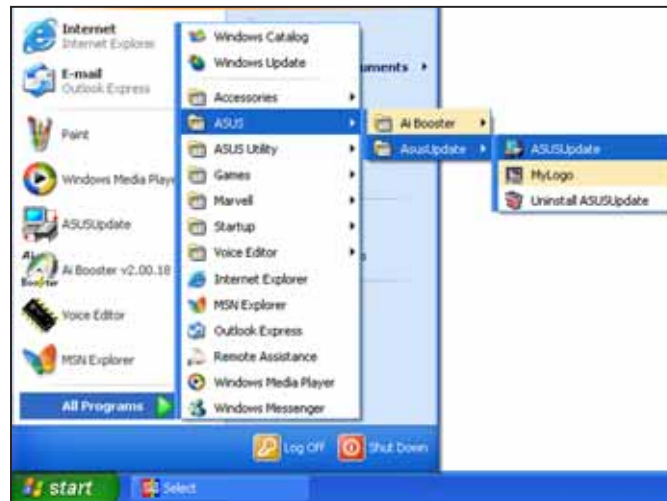 Internet
Internet Explorer
E-mail
Outlook Express
Paint
Windows Media Play
ASUSUpdate
Ai Booster v2.00.18
Voice Editor
MSN Explorer
All Programs
Windows Catalog
Windows Update
Accessories
ASUS
ASUS Utility
Games
Marvell
Startup
Voice Editor
Internet Explorer
MSN Explorer
Outlook Express
Remote Assistance
Windows Media Player
Windows Messenger
uments
Ai Booster
AsusUpdate
ASUSUpdate
MyLogo
Uninstall ASUSUpdate
Log Off
Shut Down
start
Select